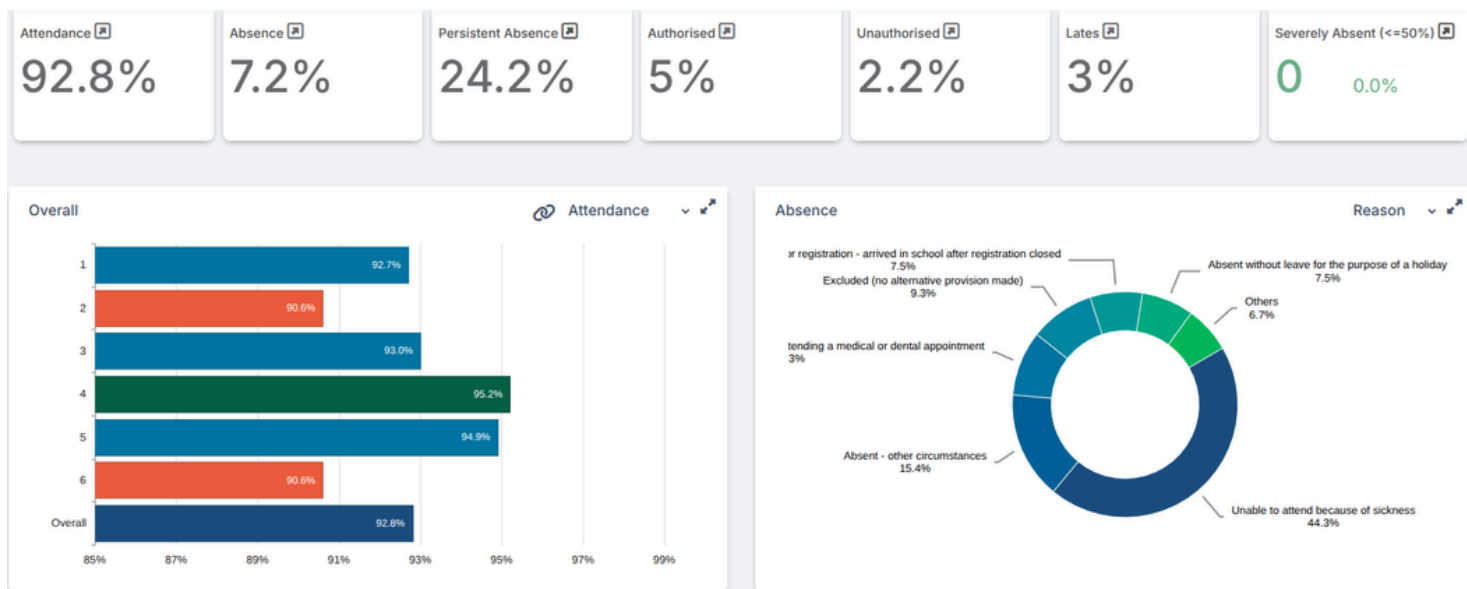 Attendance
Absence
Persistent Absence
Authorised
Unauthorised
Lates
Severely Absent (<=50%)
92.8%
7.2%
24.2%
5%
2.2%
3%
0 0.0%
Overall
Attendance
1 92.7%
2 90.6%
3 93.0%
4 95.2%
5 94.9%
6 90.6%
Overall 92.8%
85% 87% 89% 91% 93% 95% 97% 99%
Absence
Reason
registration - arrived in school after registration closed
7.5%
Excluded (no alternative provision made)
9.3%
tending a medical or dental appointment
3%
Absent - other circumstances
15.4%
Absent without leave for the purpose of a holiday
7.5%
Others
6.7%
Unable to attend because of sickness
44.3%